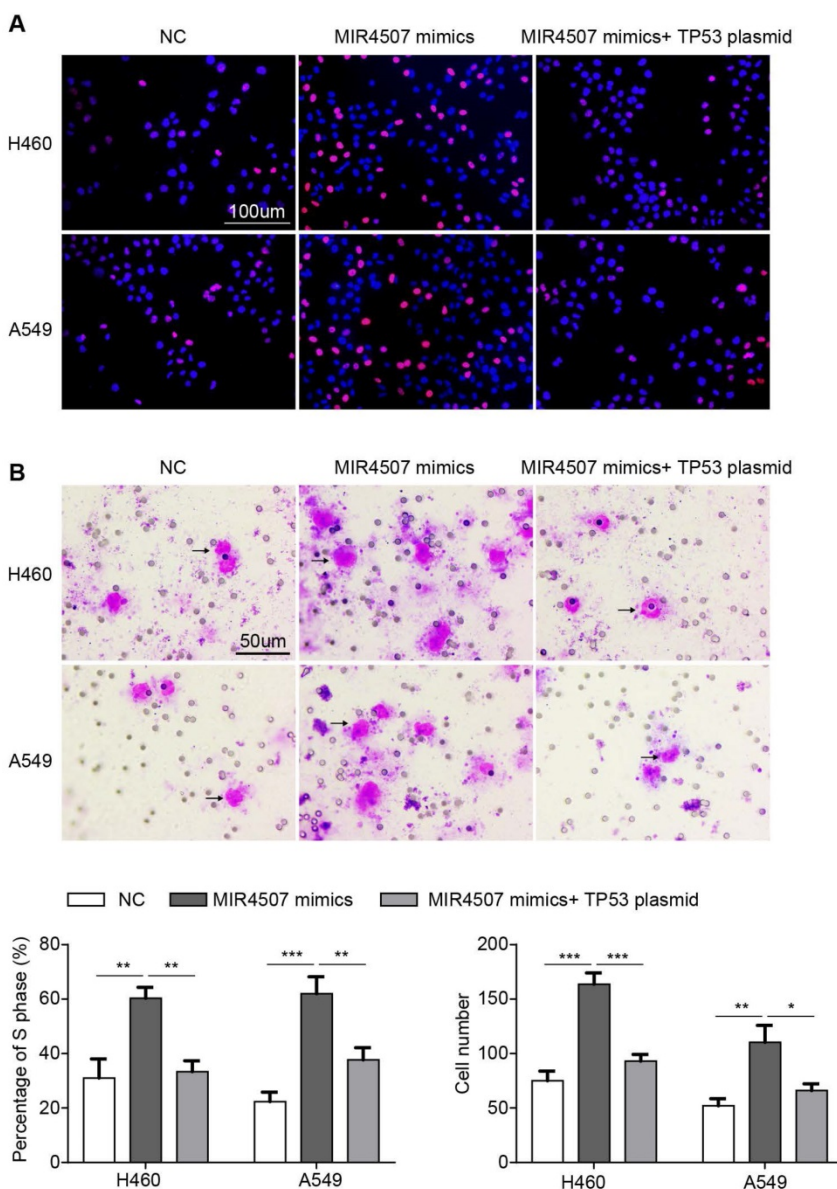 A
NC MIR4507 mimics MIR4507 mimics+ TP53 plasmid
H460
100um
A549
B
NC MIR4507 mimics MIR4507 mimics+ TP53 plasmid
H460
50um
A549
NC MIR4507 mimics MIR4507 mimics+ TP53 plasmid
Percentage of S phase (%)
80
60
40
20
0
** ** *** **
H460 A549
Cell number
200
150
100
50
0
*** *** ** *
H460 A549